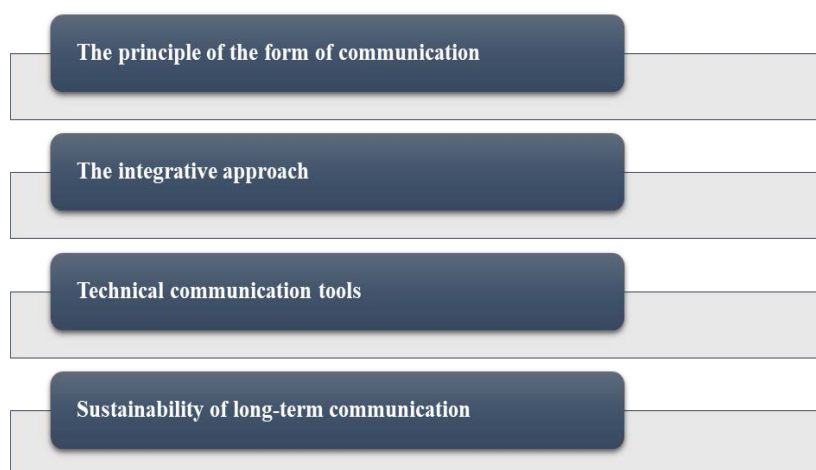 The principle of the form of communication
The integrative approach
Technical communication tools
Sustainability of long-term communication